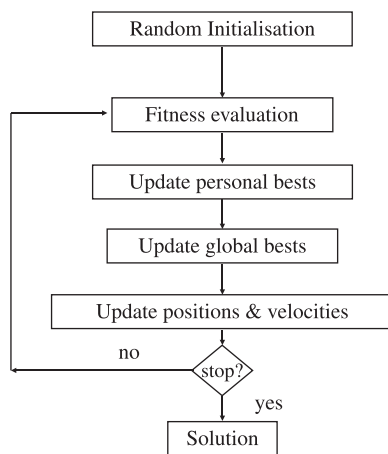 Random Initialisation
Fitness evaluation
Update personal bests
Update global bests
Update positions & velocities
no
stop?
yes
Solution